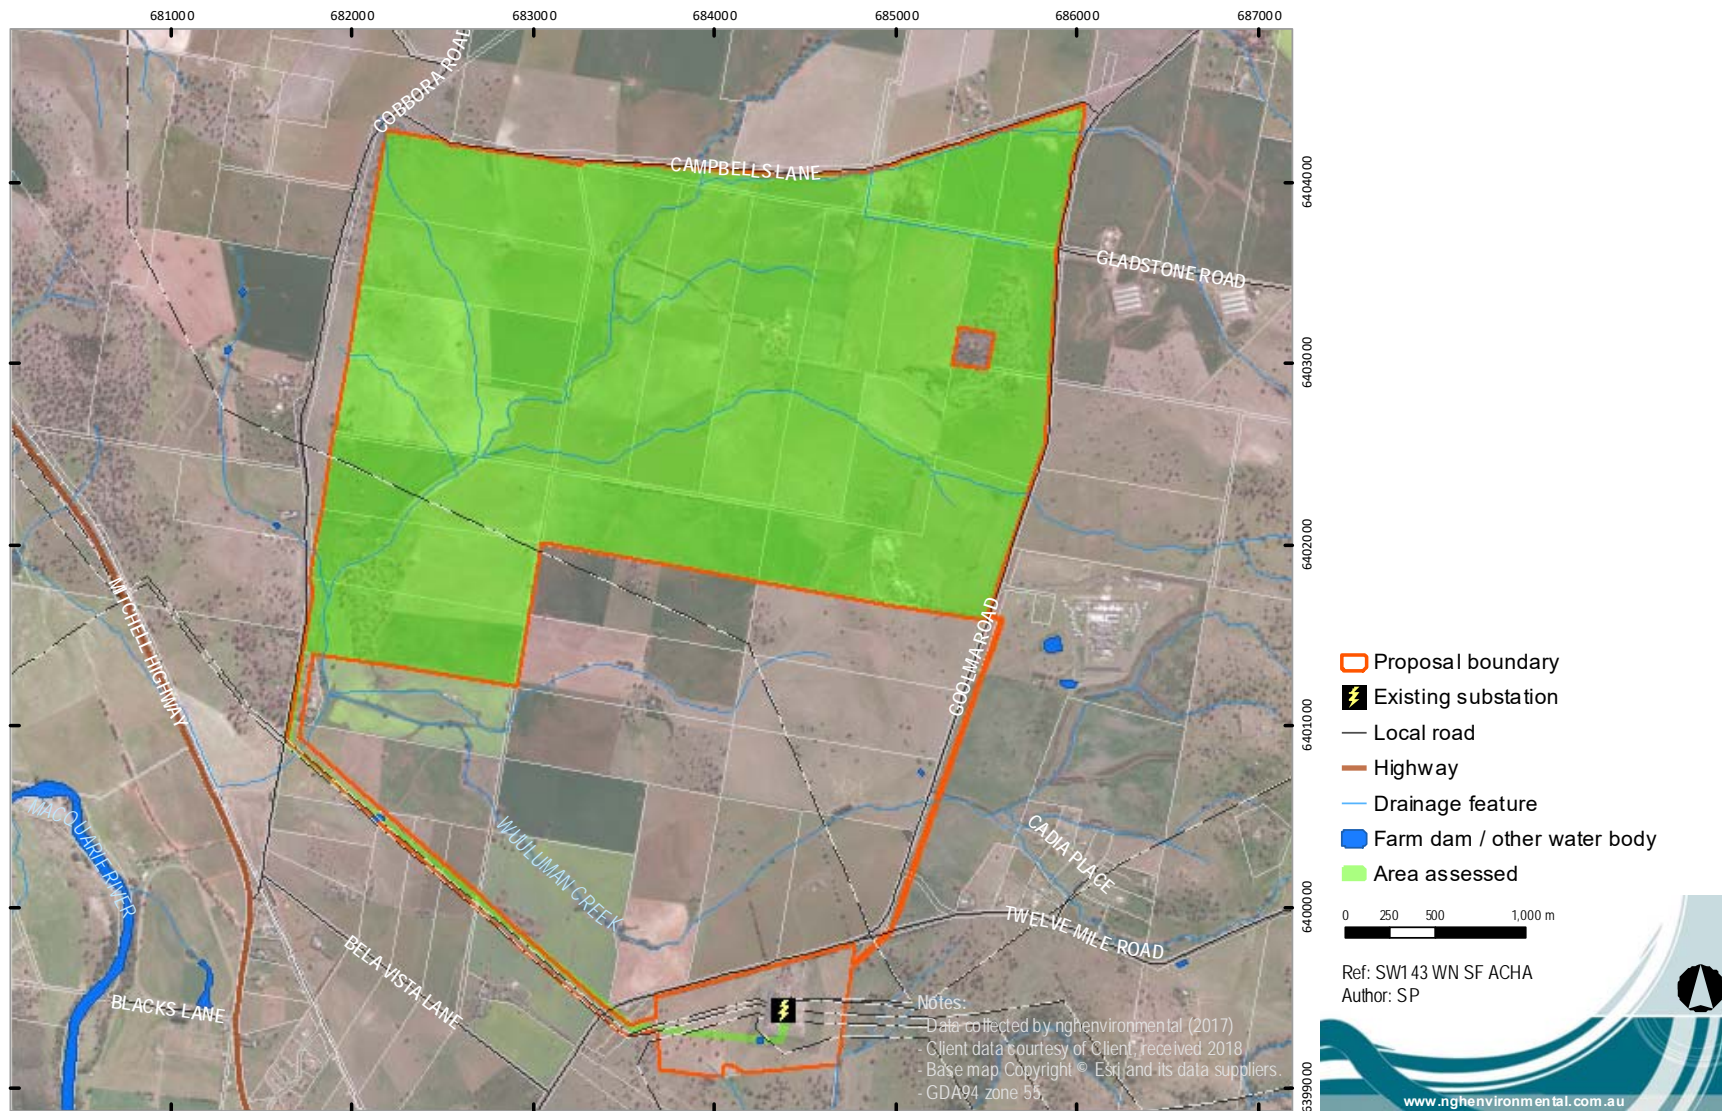 681000 682000 683000 684000 685000 686000 687000
COBBORA ROAD
CAMPBELLS LANE
6404000
GLADSTONE ROAD
6403000
6402000
MITCHELL HIGHWAY
GOOLMA ROAD
6401000
MACQUARIE RIVER
WUULUMAN CREEK
CADIA PLACE
6400000
TWELVE MILE ROAD
BELA VISTA LANE
BLACKS LANE
6399000
Notes:
- Data collected by nghenvironmental (2017)
- Client data courtesy of Client, received 2018
- Base map Copyright © Esri and its data suppliers.
- GDA94 zone 55
Proposal boundary
Existing substation
Local road
Highway
Drainage feature
Farm dam / other water body
Area assessed
0 250 500 1,000 m
Ref: SW143 WN SF ACHA
Author: SP
www.nghenvironmental.com.au